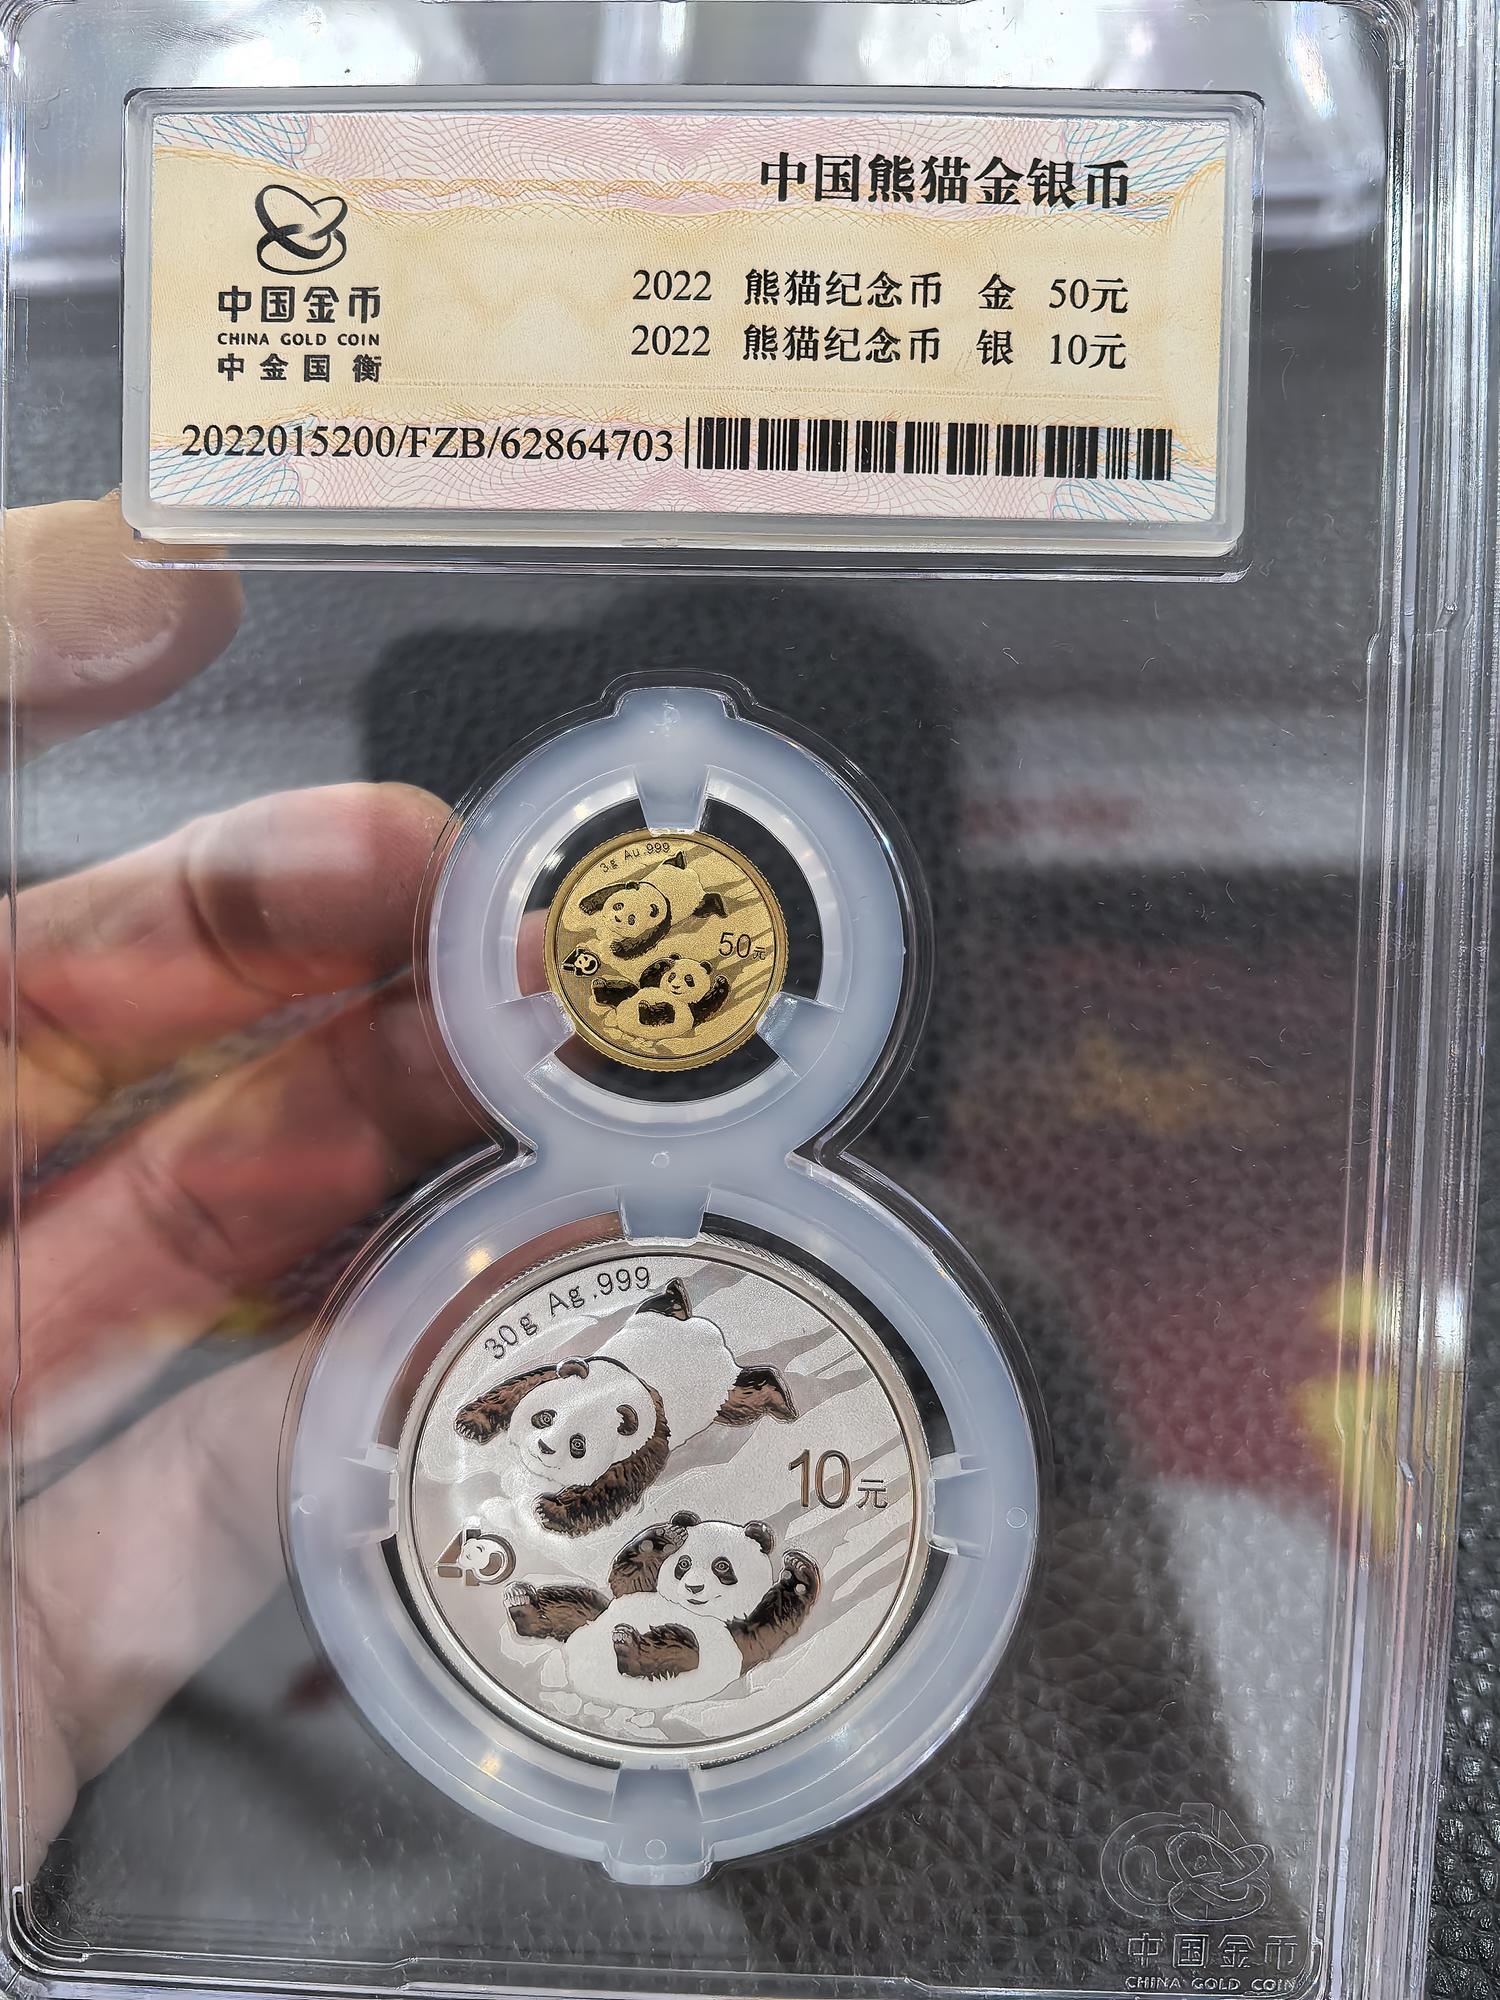 中国熊猫金银币
中国金币
CHINA GOLD COIN
中金国衡
2022 熊猫纪念币 金 50元
2022 熊猫纪念币 银 10元
2022015200/FZB/62864703
3g Au.999
50元
30g Ag.999
10元
中国金币
CHINA GOLD COIN